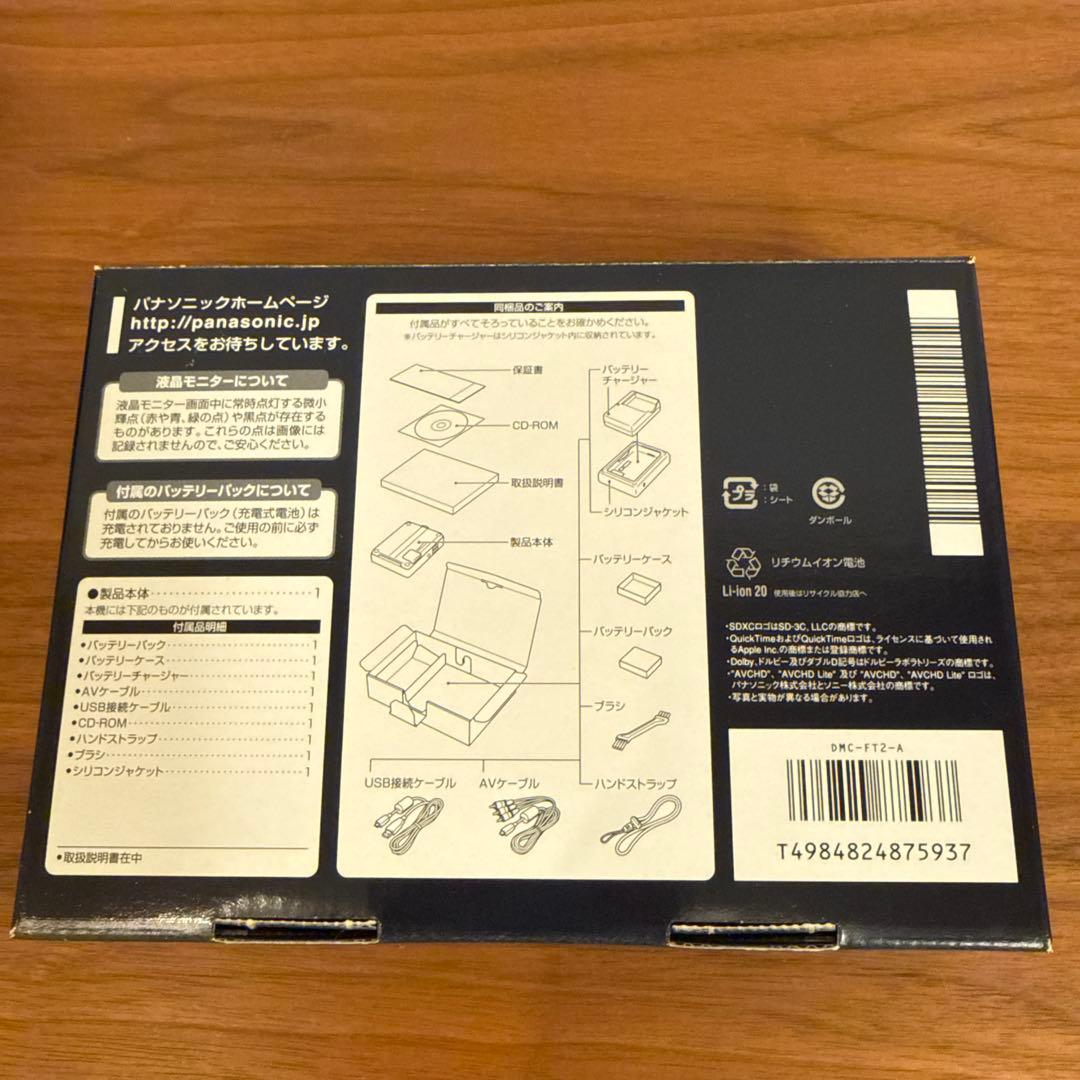 パナソニックホームページ
http://panasonic.jp
アクセスをお待ちしています。
液晶モニターについて
液晶モニター画面中に常時点灯する微小
輝点(赤や青、緑の点)や黒点が存在する
ものがあります。これらの点は画像には
記録されませんので、ご安心ください。
付属のバッテリーパックについて
付属のバッテリーパック(充電式電池)は
充電されておりません。ご使用の前に必ず
充電してからお使いください。
●製品本体 1
本機には下記のものが付属されています。
付属品明細
●バッテリーパック 1
●バッテリーケース 1
●バッテリーチャージャー 1
●AVケーブル 1
●USB接続ケーブル 1
●CD-ROM 1
●ハンドストラップ 1
●ブラシ 1
●シリコンジャケット 1
●取扱説明書在中
同梱品のご案内
付属品がすべてそろっていることをお確かめください。
※バッテリーチャージャーはシリコンジャケット内に収納されています。
保証書
CD-ROM
取扱説明書
製品本体
バッテリー
チャージャー
シリコンジャケット
バッテリーケース
バッテリーパック
ブラシ
USB接続ケーブル
AVケーブル
ハンドストラップ
プラ
:袋
:シート
ダンボール
リチウムイオン電池
Li-ion 20 使用後はリサイクル協力店へ
・SDXCロゴはSD-3C, LLCの商標です。
・QuickTimeおよびQuickTimeロゴは、ライセンスに基づいて使用され
るApple Inc.の商標または登録商標です。
・Dolby、ドルビー及びダブルD記号はドルビーラボラトリーズの商標です。
・"AVCHD"、"AVCHD Lite" 及び "AVCHD"、"AVCHD Lite" ロゴは、
パナソニック株式会社とソニー株式会社の商標です。
・写真と実物が異なる場合があります。
DMC-FT2-A
T4984824875937